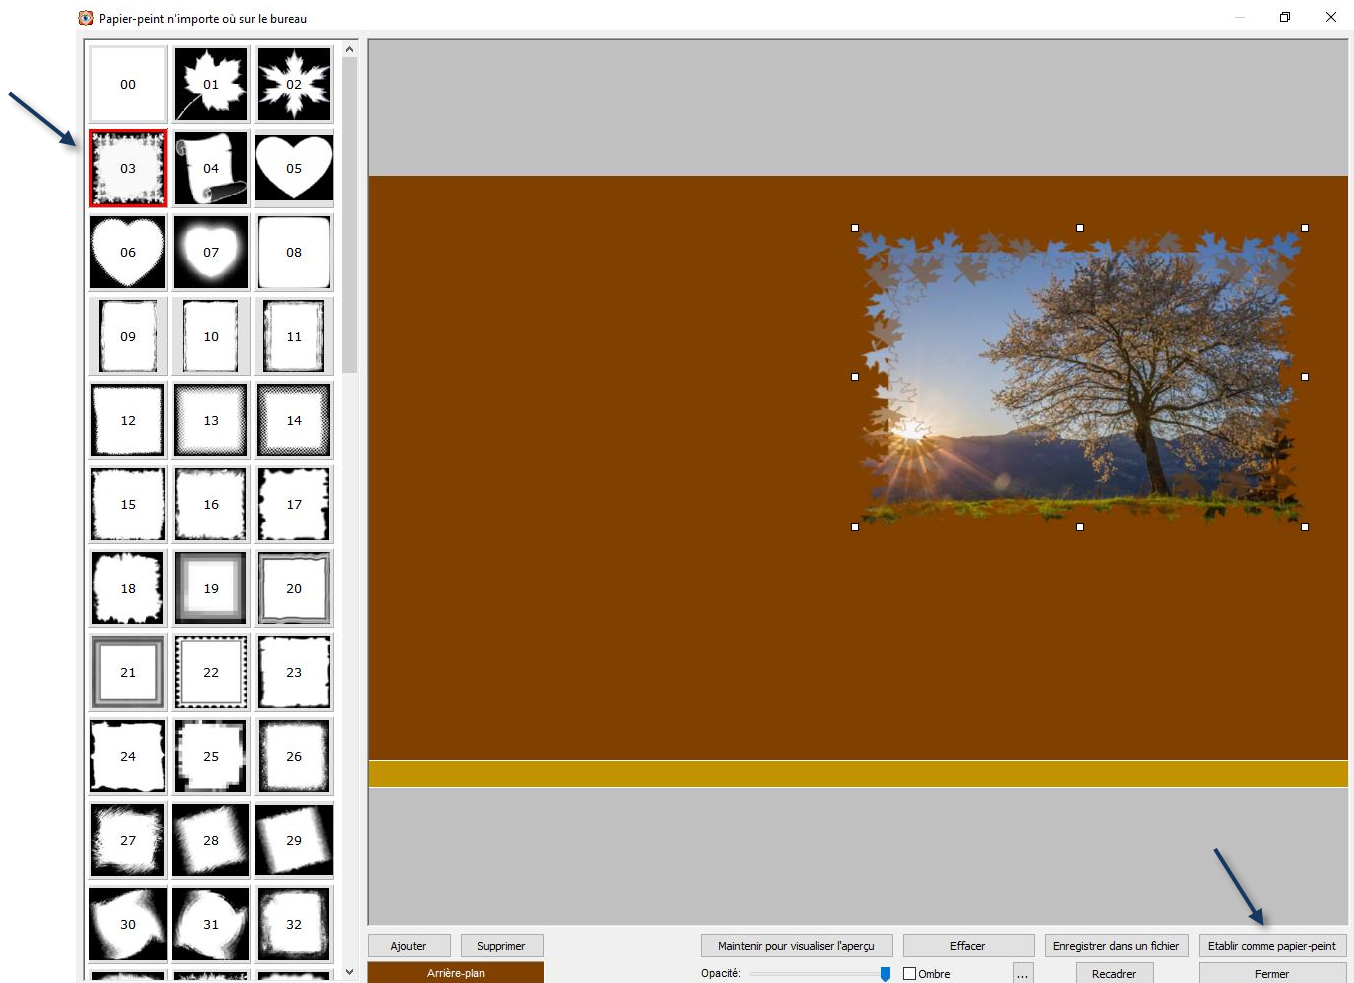 Papier-peint n'importe où sur le bureau
00 01 02
03 04 05
06 07 08
09 10 11
12 13 14
15 16 17
18 19 20
21 22 23
24 25 26
27 28 29
30 31 32
Ajouter Supprimer Maintenir pour visualiser l'aperçu Effacer Enregistrer dans un fichier Etablir comme papier-peint
Arrière-plan Opacité: Ombre ... Recadrer Fermer